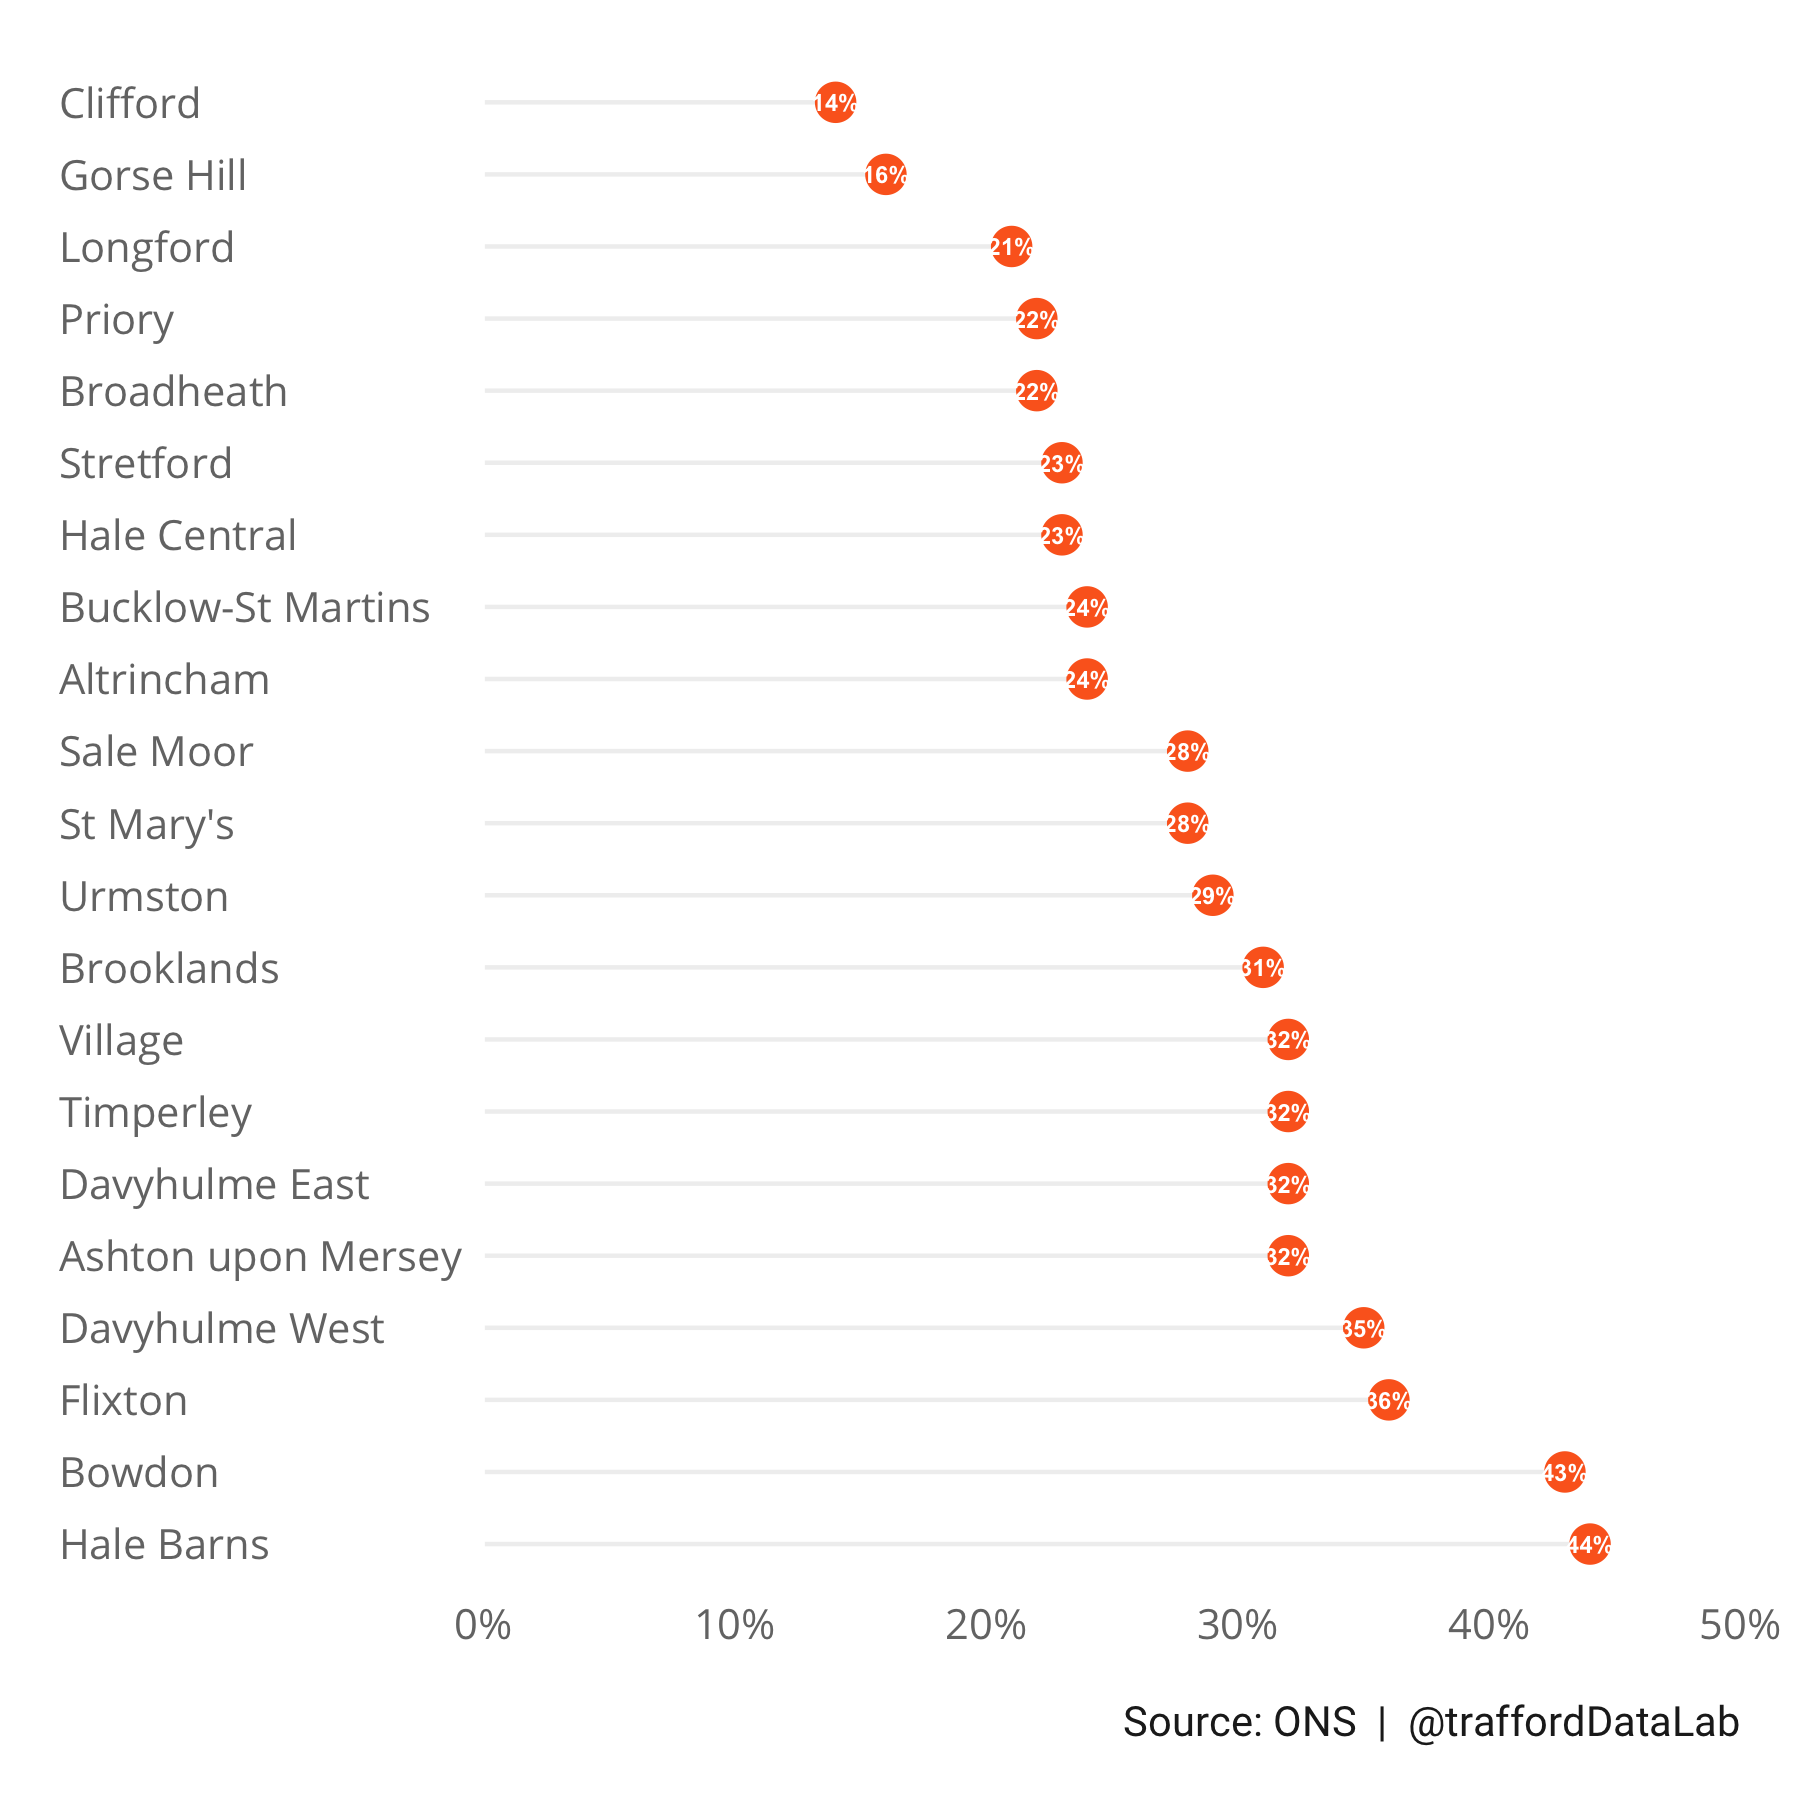 Clifford 14%
Gorse Hill 16%
Longford 21%
Priory 22%
Broadheath 22%
Stretford 23%
Hale Central 23%
Bucklow-St Martins 24%
Altrincham 24%
Sale Moor 28%
St Mary's 28%
Urmston 29%
Brooklands 31%
Village 32%
Timperley 32%
Davyhulme East 32%
Ashton upon Mersey 32%
Davyhulme West 35%
Flixton 36%
Bowdon 43%
Hale Barns 44%
0% 10% 20% 30% 40% 50%
Source: ONS | @traffordDataLab